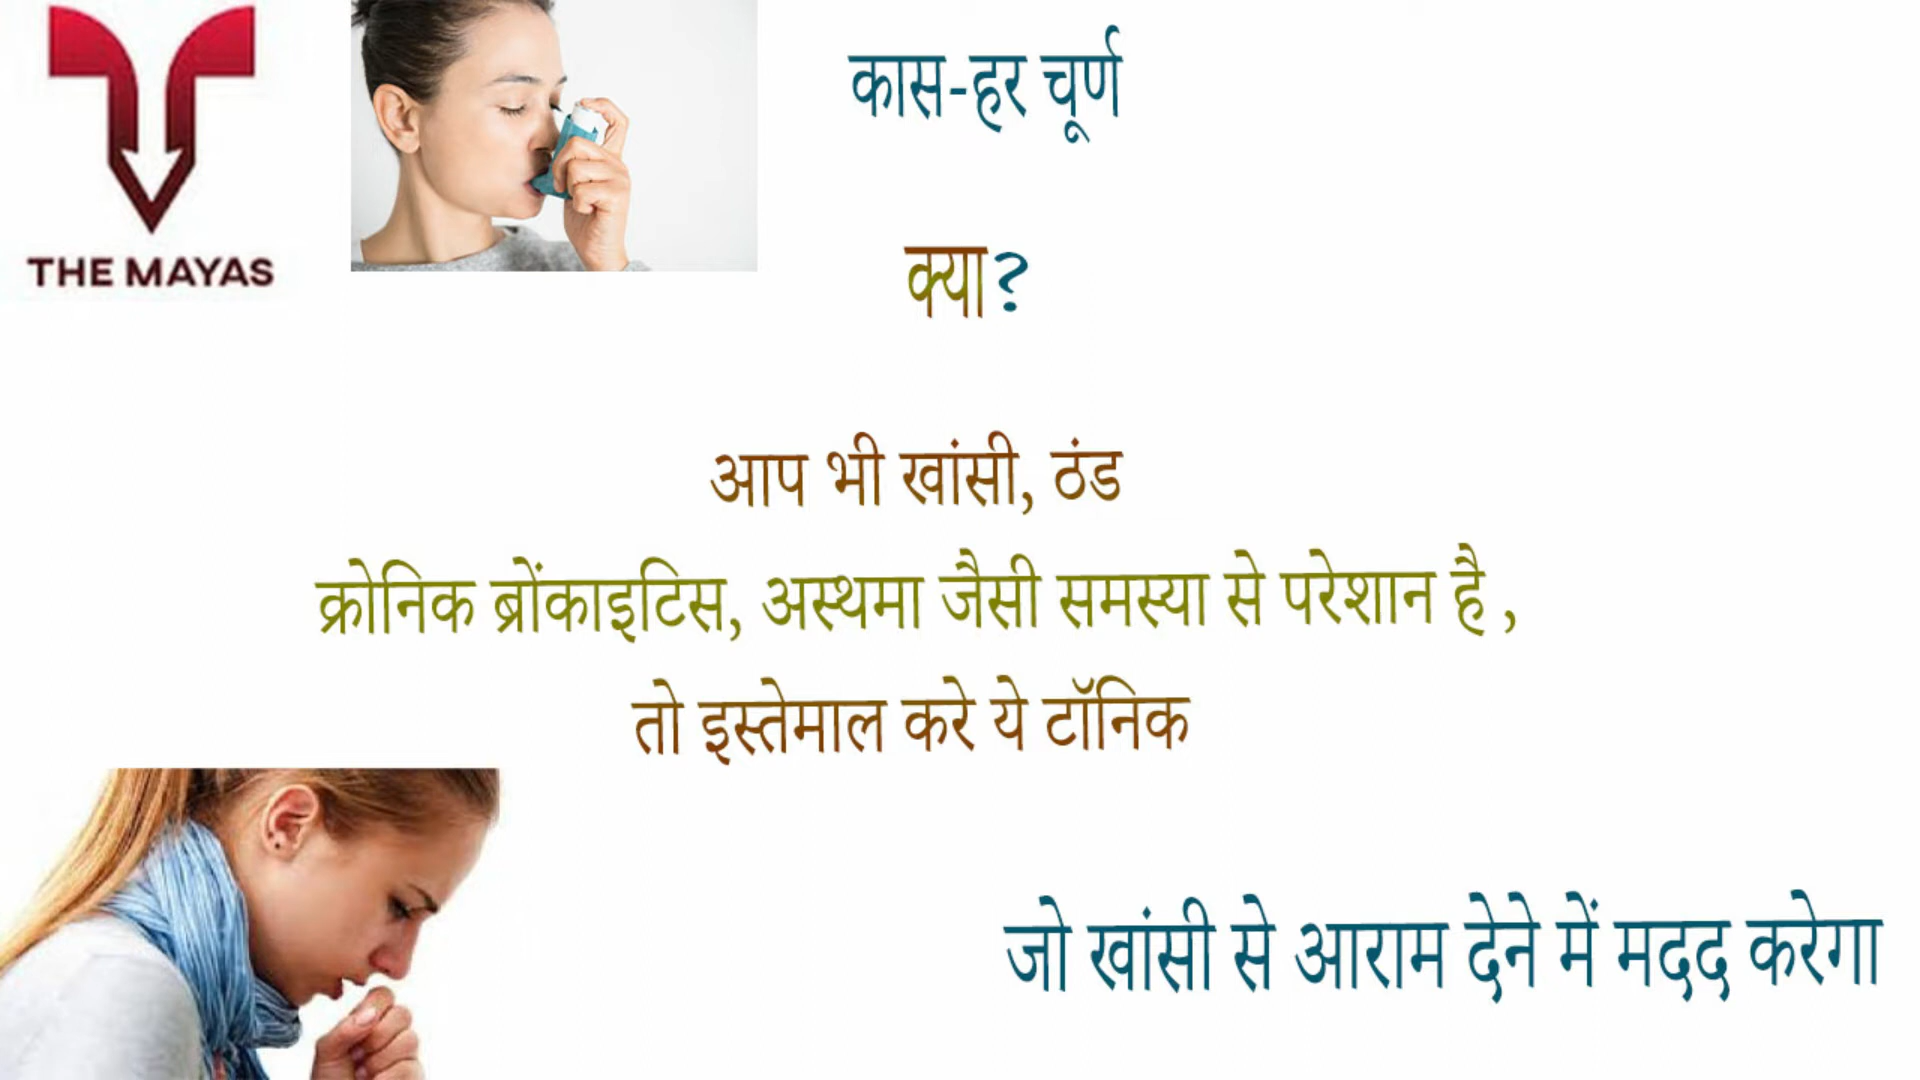 THE MAYAS
कास-हर चूर्ण
क्या?
आप भी खांसी, ठंड
क्रोनिक ब्रोंकाइटिस, अस्थमा जैसी समस्या से परेशान है ,
तो इस्तेमाल करे ये टॉनिक
जो खांसी से आराम देने में मदद करेगा